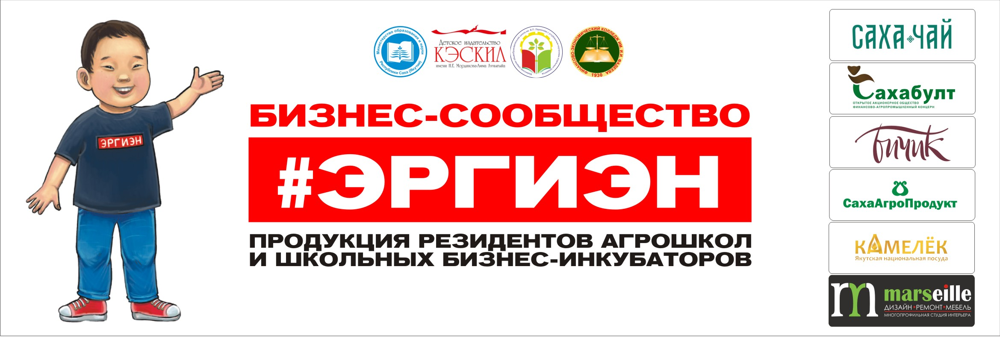 Министерство образования и науки
Республики Саха (Якутия)
Детское издательство
КЭСКИЛ
имени Н.Е. Мординова-Амма Аччыгыйа
ФИНАНСОВО-ЭКОНОМИЧЕСКИЙ КОЛЛЕДЖ ИМ. И.И. ФАДЕЕВА
1930
БИЗНЕС-СООБЩЕСТВО
#ЭРГИЭН
ПРОДУКЦИЯ РЕЗИДЕНТОВ АГРОШКОЛ
И ШКОЛЬНЫХ БИЗНЕС-ИНКУБАТОРОВ
ЭРГИЭН
САХА ЧАЙ
Сахабулт
ОТКРЫТОЕ АКЦИОНЕРНОЕ ОБЩЕСТВО
ФИНАНСОВО-АГРОПРОМЫШЛЕННЫЙ КОНЦЕРН
Бичик
СахаАгроПродукт
КАМЕЛЁК
Якутская национальная посуда
m marseille
ДИЗАЙН•РЕМОНТ•МЕБЕЛЬ
МНОГОПРОФИЛЬНАЯ СТУДИЯ ИНТЕРЬЕРА